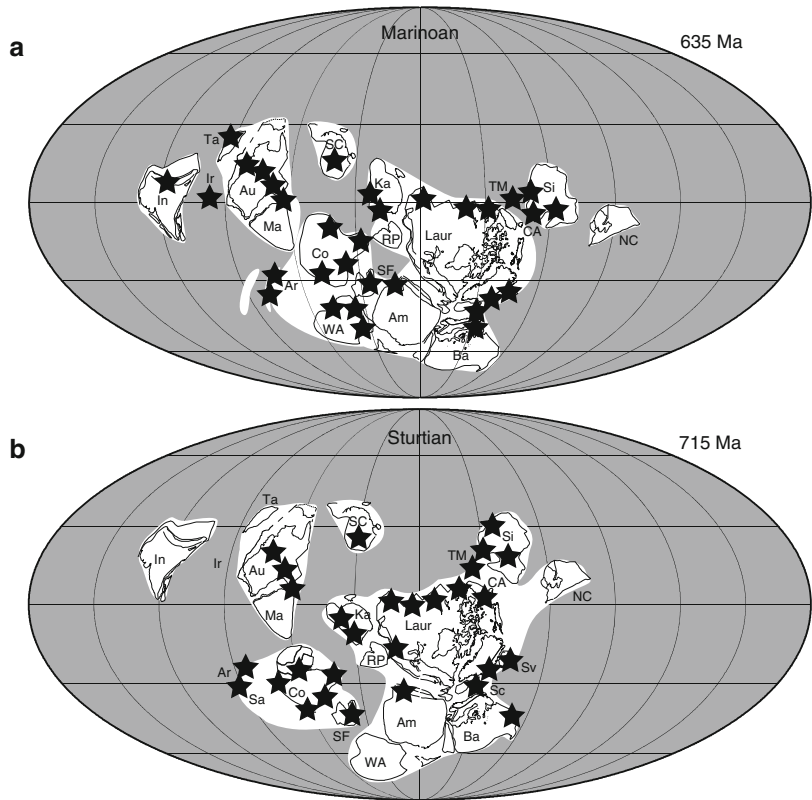 a
Marinoan
635 Ma
Ta
SC
In
Ir
Au
Ma
Ka
RP
Laur
TM
Si
CA
NC
Co
SF
Ar
WA
Am
Ba
b
Sturtian
715 Ma
Ta
SC
In
Ir
Au
Ma
TM
Si
CA
NC
Ka
Laur
RP
Ar
Sa
Co
SF
Sv
Sc
Am
Ba
WA